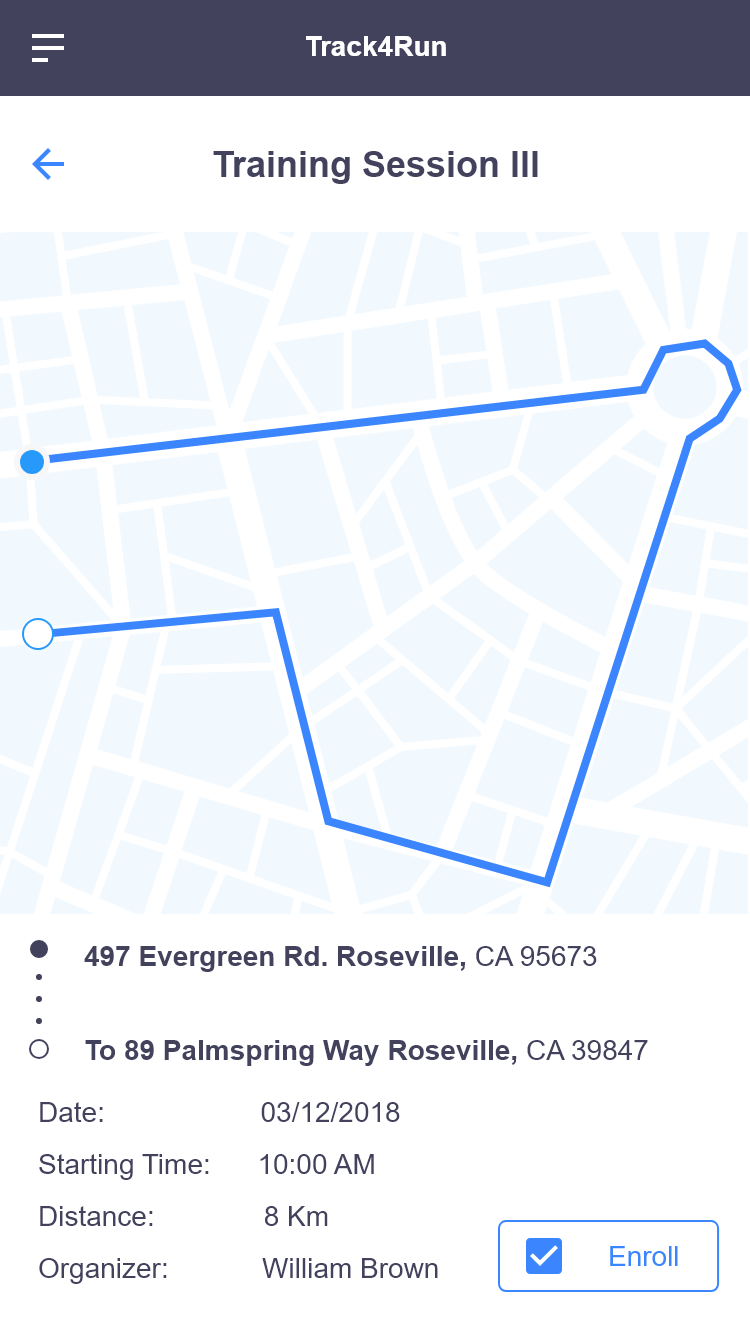 Track4Run
Training Session III
497 Evergreen Rd. Roseville, CA 95673
To 89 Palmspring Way Roseville, CA 39847
Date: 03/12/2018
Starting Time: 10:00 AM
Distance: 8 Km
Organizer: William Brown
Enroll